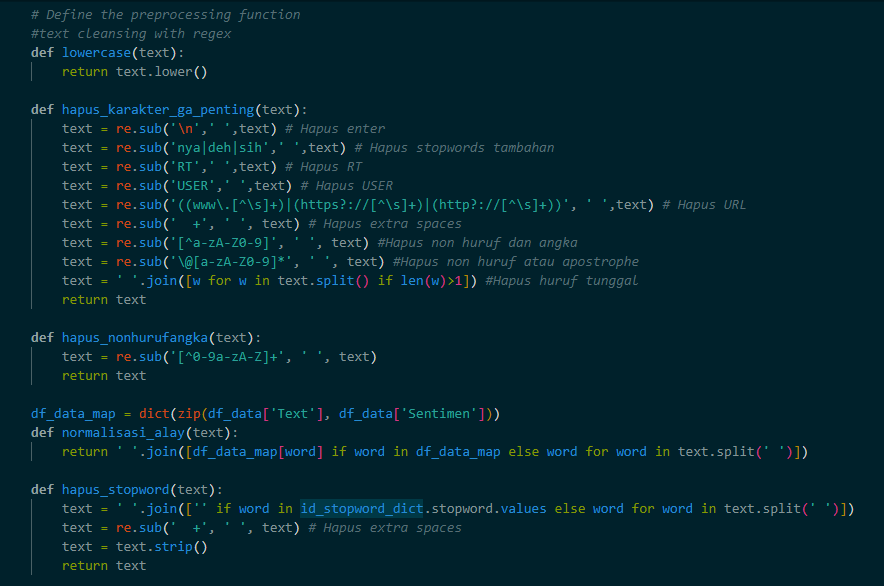 # Define the preprocessing function
#text cleansing with regex
def lowercase(text):
    return text.lower()

def hapus_karakter_ga_penting(text):
    text = re.sub('\n',' ',text) # Hapus enter
    text = re.sub('nya|deh|sih',' ',text) # Hapus stopwords tambahan
    text = re.sub('RT',' ',text) # Hapus RT
    text = re.sub('USER',' ',text) # Hapus USER
    text = re.sub('((www\.[^\s]+)|(https?://[^\s]+)|(http?://[^\s]+))', ' ',text) # Hapus URL
    text = re.sub('  +', ' ', text) # Hapus extra spaces
    text = re.sub('[^a-zA-Z0-9]', ' ', text) #Hapus non huruf dan angka
    text = re.sub('\@[a-zA-Z0-9]*', ' ', text) #Hapus non huruf atau apostrophe
    text = ' '.join([w for w in text.split() if len(w)>1]) #Hapus huruf tunggal
    return text

def hapus_nonhurufangka(text):
    text = re.sub('[^0-9a-zA-Z]+', ' ', text)
    return text

df_data_map = dict(zip(df_data['Text'], df_data['Sentimen']))
def normalisasi_alay(text):
    return ' '.join([df_data_map[word] if word in df_data_map else word for word in text.split(' ')])

def hapus_stopword(text):
    text = ' '.join(['' if word in id_stopword_dict.stopword.values else word for word in text.split(' ')])
    text = re.sub('  +', ' ', text) # Hapus extra spaces
    text = text.strip()
    return text